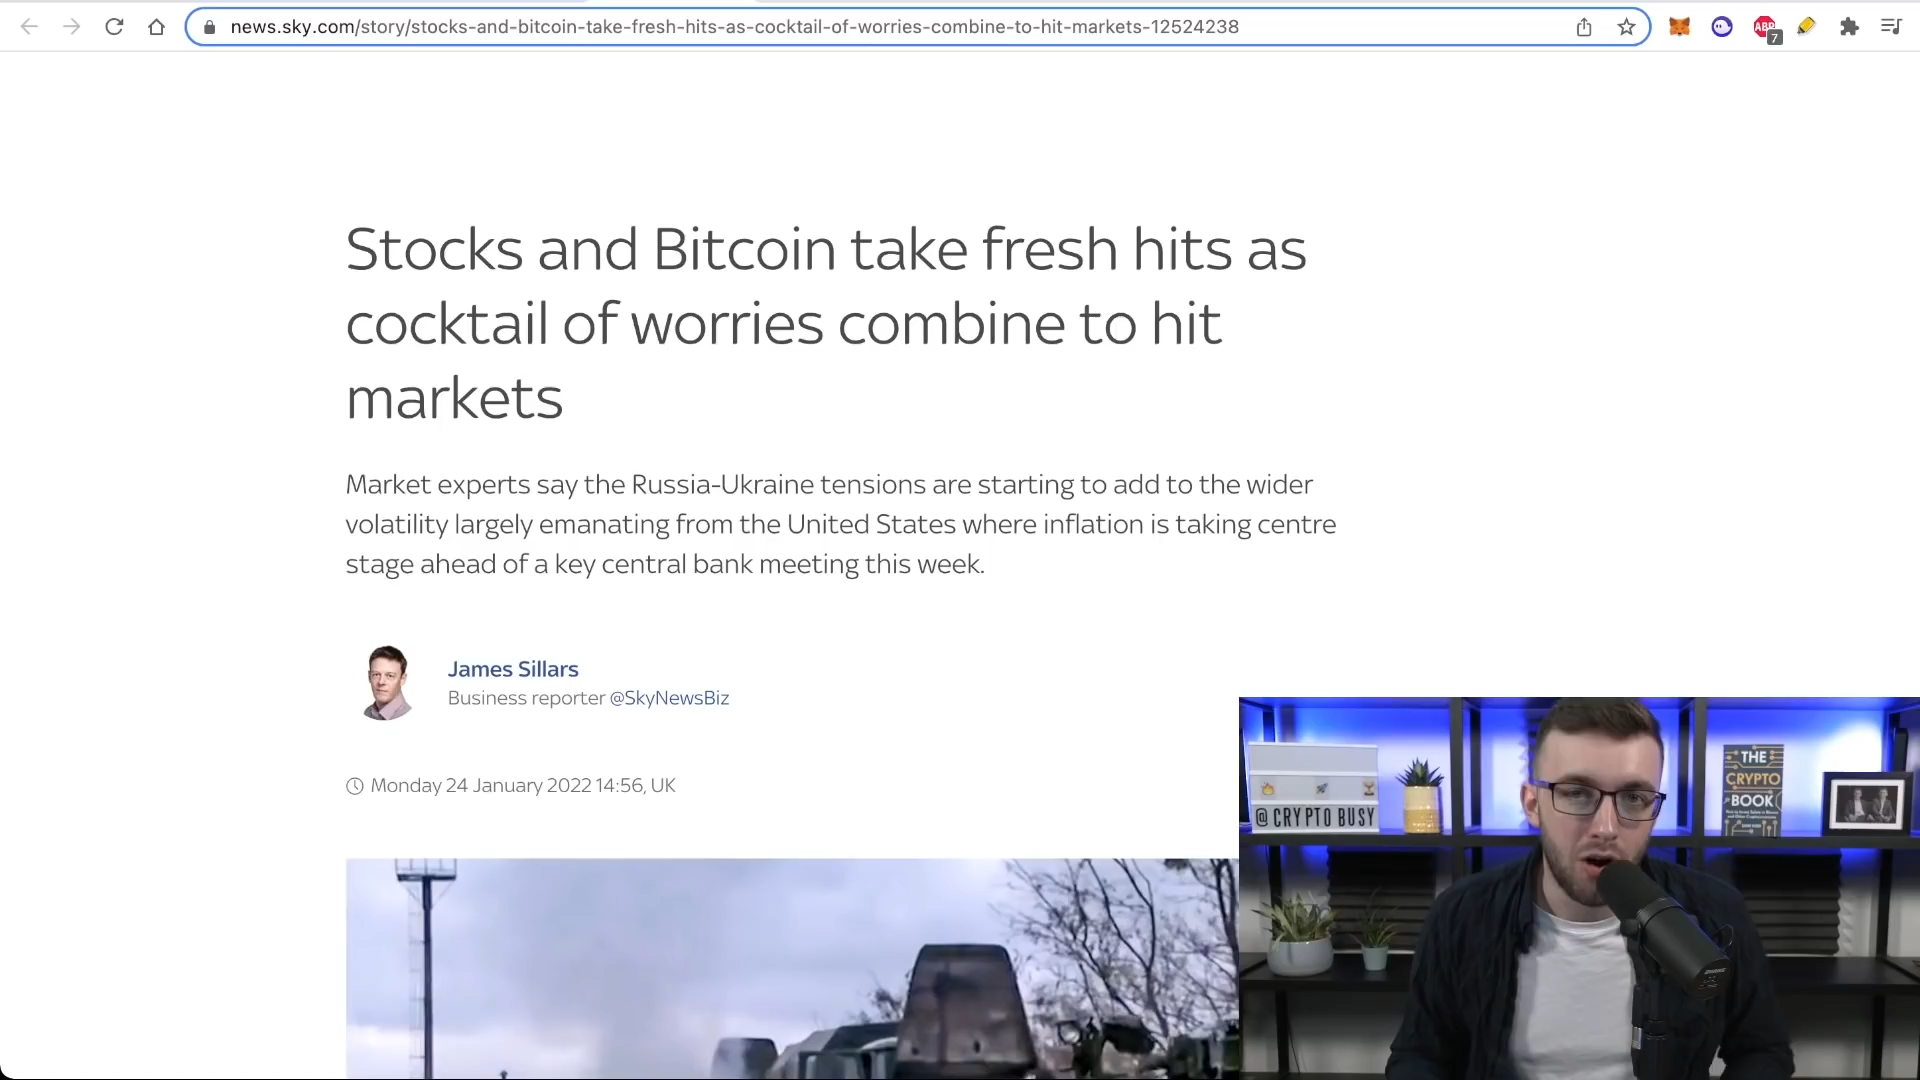 news.sky.com/story/stocks-and-bitcoin-take-fresh-hits-as-cocktail-of-worries-combine-to-hit-markets-12524238
ABP
7
Stocks and Bitcoin take fresh hits as
cocktail of worries combine to hit
markets
Market experts say the Russia-Ukraine tensions are starting to add to the wider
volatility largely emanating from the United States where inflation is taking centre
stage ahead of a key central bank meeting this week.
James Sillars
Business reporter @SkyNewsBiz
Monday 24 January 2022 14:56, UK
@CRYPTO BUSY
THE
CRYPTO
BOOK